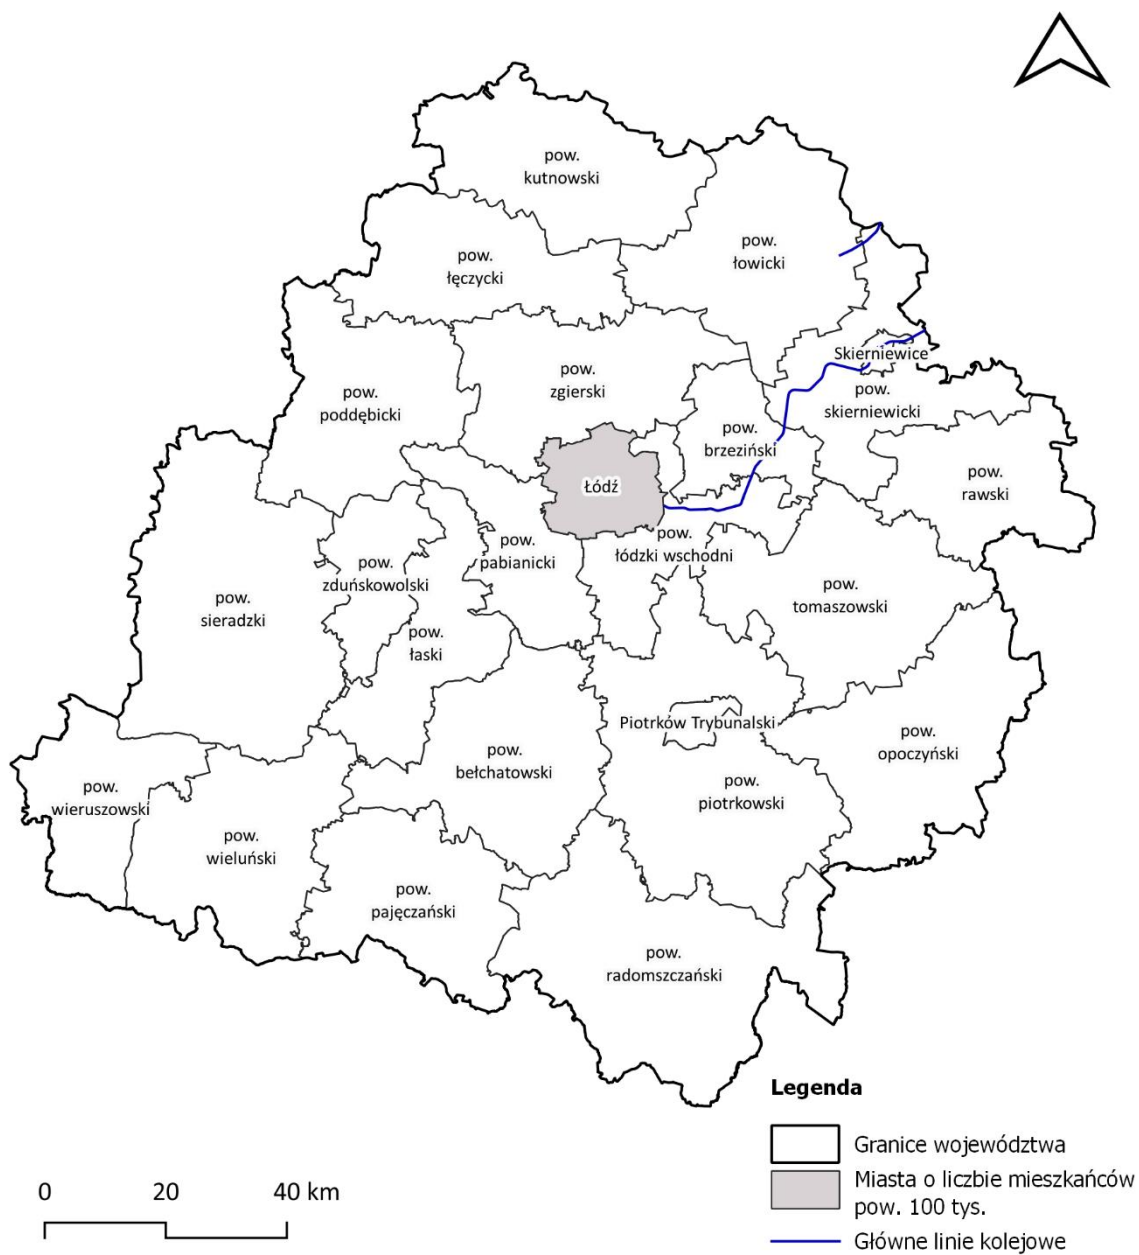 pow.
kutnowski
pow.
łowicki
pow.
łęczycki
Skierniewice
pow.
zgierski
pow.
skierniewicki
pow.
poddębicki
pow.
brzeziński
pow.
rawski
Łódź
pow.
łódzki wschodni
pow.
pabianicki
pow.
zduńskowolski
pow.
tomaszowski
pow.
sieradzki
pow.
łaski
Piotrków Trybunalski
pow.
opoczyński
pow.
bełchatowski
pow.
piotrkowski
pow.
wieruszowski
pow.
wieluński
pow.
pajęczański
pow.
radomszczański
Legenda
Granice województwa
Miasta o liczbie mieszkańców
pow. 100 tys.
Główne linie kolejowe
0 20 40 km